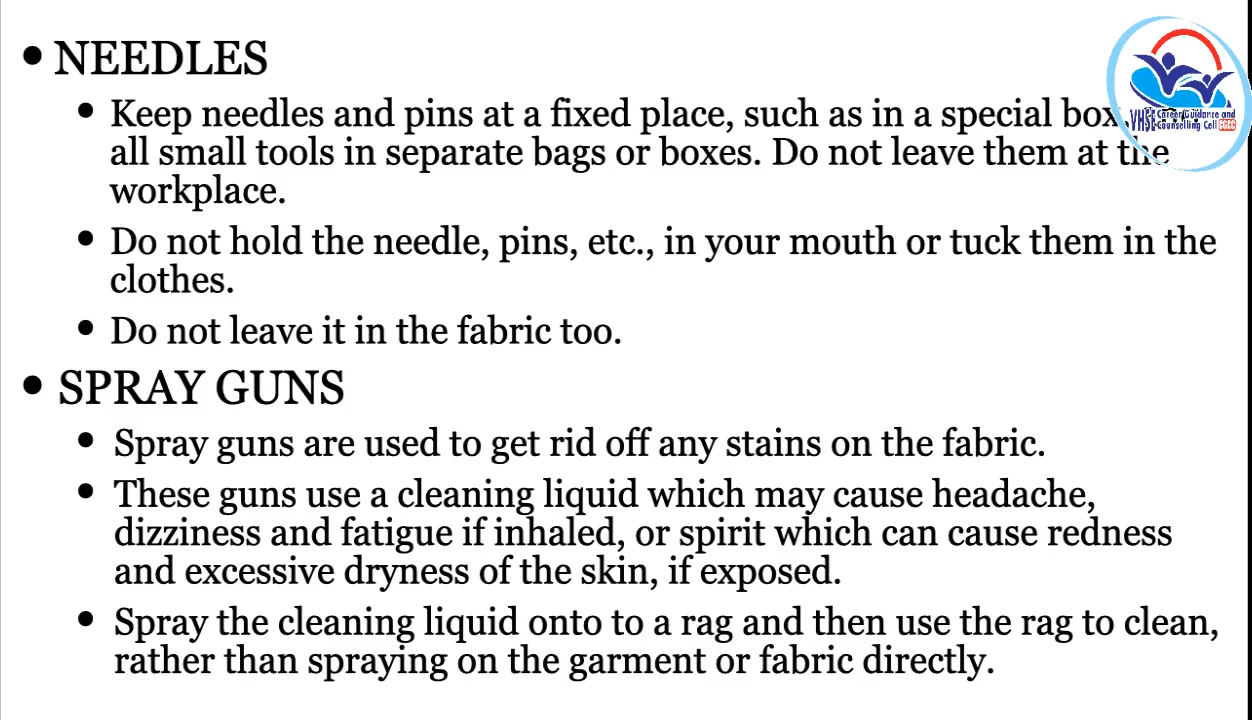 • NEEDLES
• Keep needles and pins at a fixed place, such as in a special box.
all small tools in separate bags or boxes. Do not leave them at the
workplace.
• Do not hold the needle, pins, etc., in your mouth or tuck them in the
clothes.
• Do not leave it in the fabric too.
• SPRAY GUNS
• Spray guns are used to get rid off any stains on the fabric.
• These guns use a cleaning liquid which may cause headache,
dizziness and fatigue if inhaled, or spirit which can cause redness
and excessive dryness of the skin, if exposed.
• Spray the cleaning liquid onto to a rag and then use the rag to clean,
rather than spraying on the garment or fabric directly.
VHSE Career Guidance and
Counselling Cell CGCC